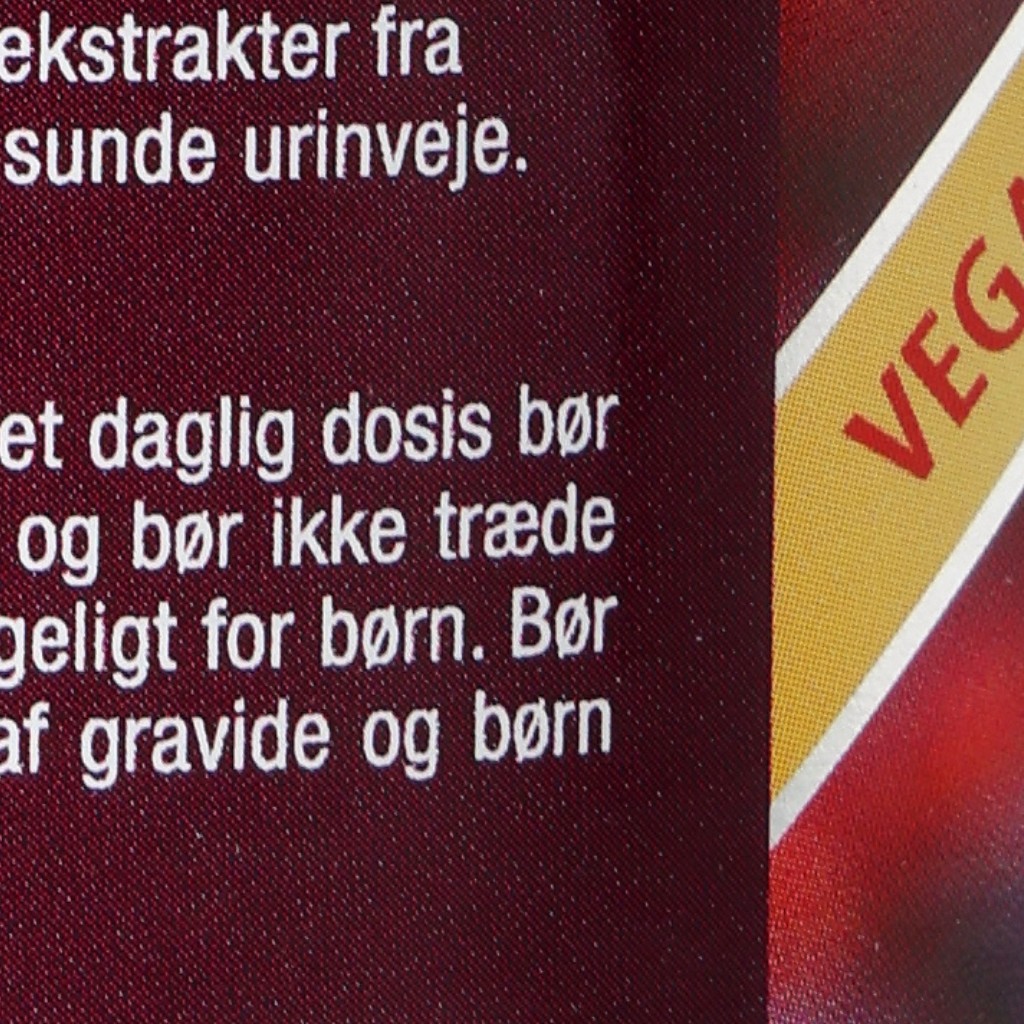 ekstrakter fra
sunde urinveje.
et daglig dosis bør
og bør ikke træde
geligt for børn. Bør
af gravide og børn
VEGA